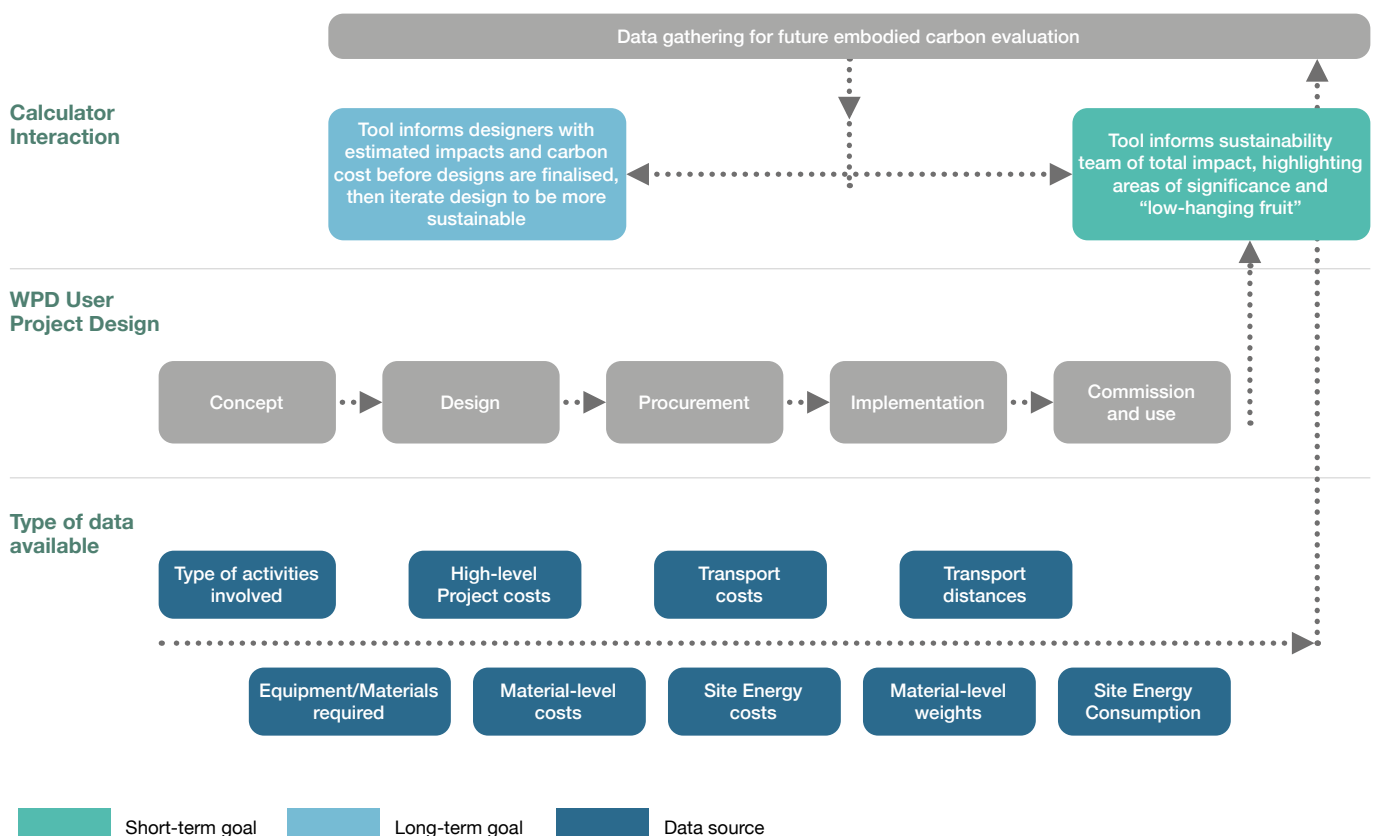 Data gathering for future embodied carbon evaluation
Calculator
Interaction
Tool informs designers with
estimated impacts and carbon
cost before designs are finalised,
then iterate design to be more
sustainable
Tool informs sustainability
team of total impact, highlighting
areas of significance and
“low-hanging fruit”
WPD User
Project Design
Concept
Design
Procurement
Implementation
Commission
and use
Type of data
available
Type of activities
involved
High-level
Project costs
Transport
costs
Transport
distances
Equipment/Materials
required
Material-level
costs
Site Energy
costs
Material-level
weights
Site Energy
Consumption
Short-term goal
Long-term goal
Data source